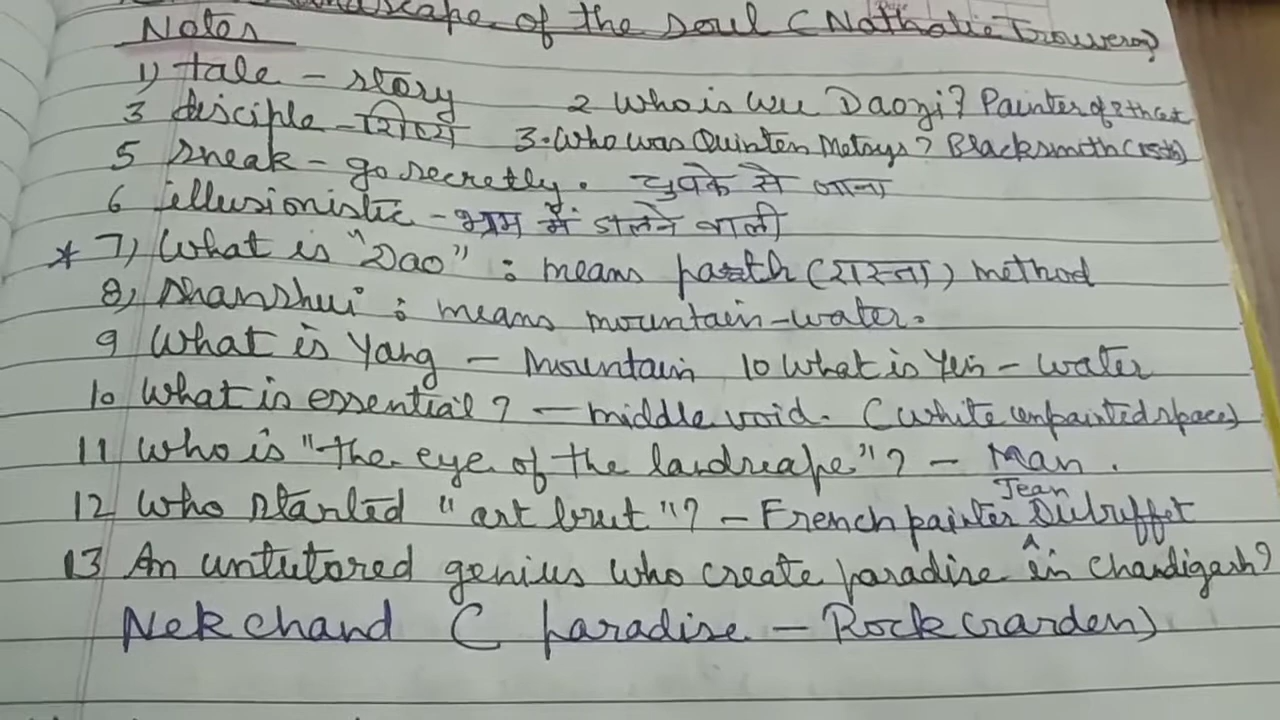 Landscape of the Soul (Nathalie Trouveroy)
Notes
1) tale - story
2 Who is Wu Daozi? Painter of 8th c
3 disciple - शिष्य
3. Who was Quinten Metsys? Blacksmith (15th)
5 sneak - go secretly. चुपके से जाना
6 illusionistic - भ्रम में डालने वाली
* 7) What is "Dao" : means path (रास्ता) method
8) Shanshui : means mountain-water.
9 What is Yang - Mountain 10 What is Yin - water
10 What is essential? - middle void. (white unpainted space)
11 Who is "the eye of the landscape"? - Man.
12 Who started "art brut"? - French painter Jean Dubuffet
13 An untutored genius who create paradise in Chandigarh?
Nek chand ( paradise - Rock Garden)